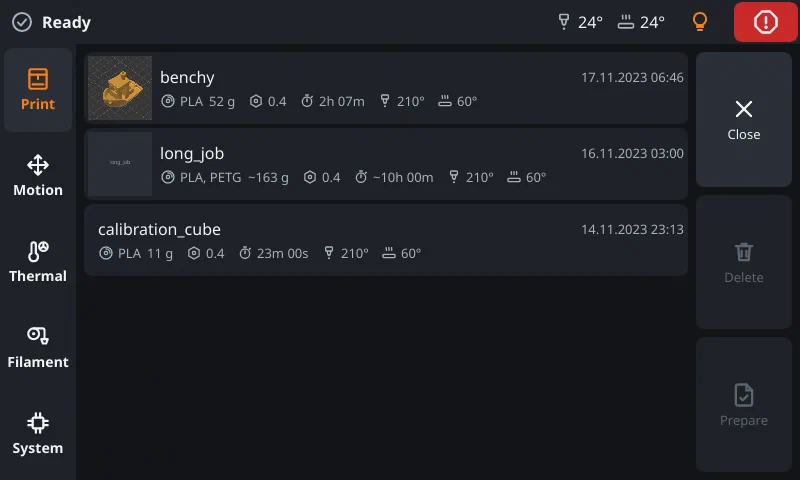 Ready
24° 24°
Print
Motion
Thermal
Filament
System
benchy 17.11.2023 06:46
PLA 52 g 0.4 2h 07m 210° 60°
long_job
long_job 16.11.2023 03:00
PLA, PETG ~163 g 0.4 ~10h 00m 210° 60°
calibration_cube 14.11.2023 23:13
PLA 11 g 0.4 23m 00s 210° 60°
Close
Delete
Prepare